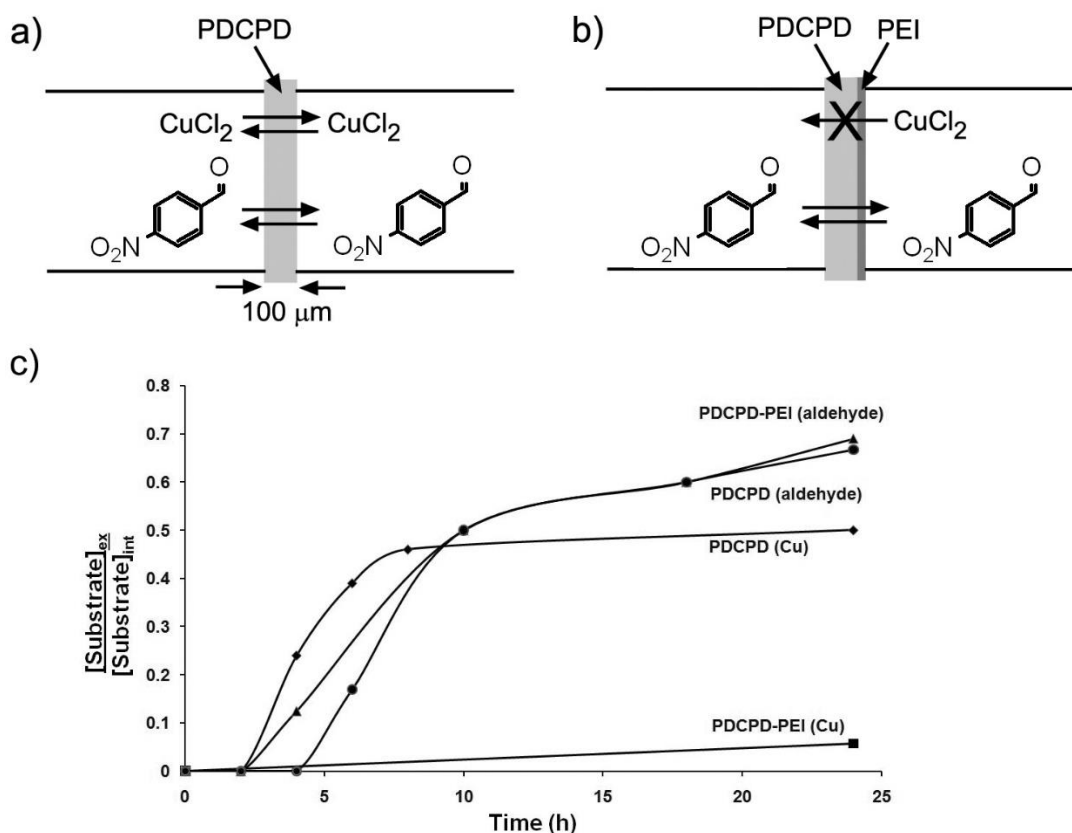 a)
PDCPD
CuCl2 CuCl2
O
O2N
O
O2N
100 μm
b)
PDCPD PEI
CuCl2
O
O2N
O
O2N
c)
[Substrate]ex
[Substrate]int
0.8
0.7
0.6
0.5
0.4
0.3
0.2
0.1
0
PDCPD-PEI (aldehyde)
PDCPD (aldehyde)
PDCPD (Cu)
PDCPD-PEI (Cu)
0 5 10 15 20 25
Time (h)